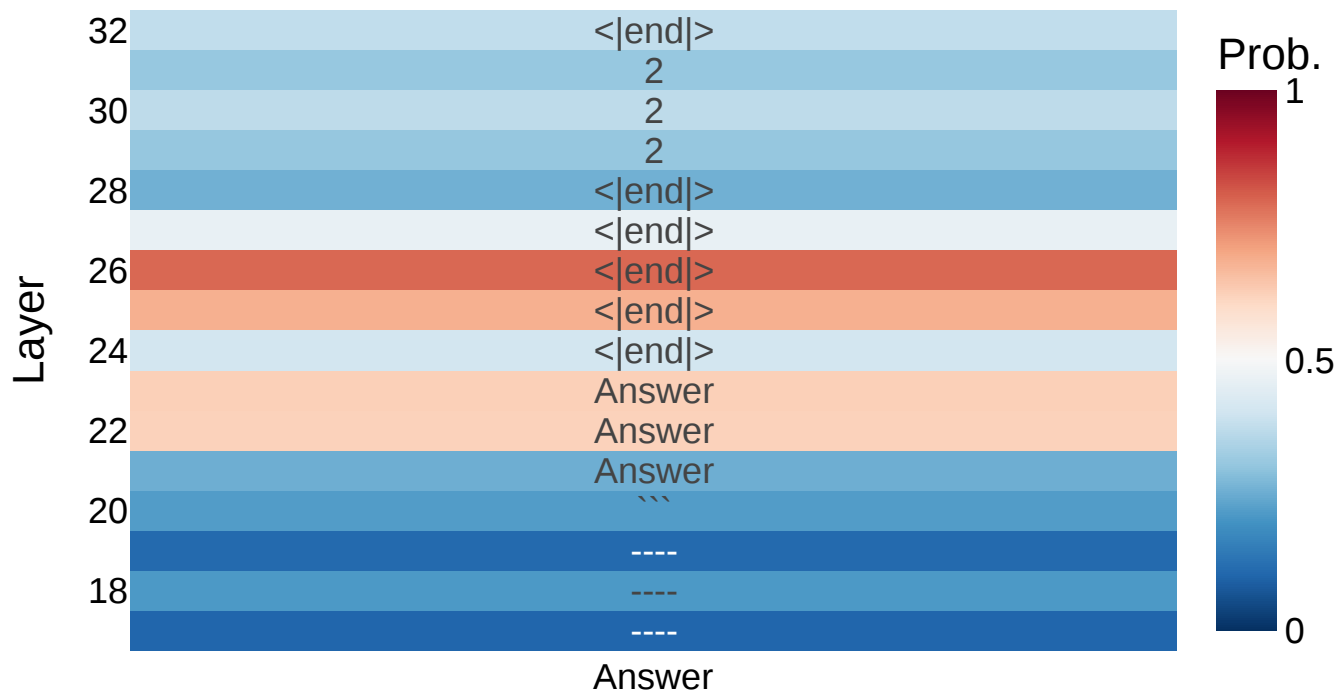 32 <|end|>
Prob.
2
1
30 2
2
28 <|end|>
<|end|>
26 <|end|>
Layer
<|end|>
24 <|end|>
0.5
Answer
22 Answer
Answer
20 ```
----
18 ----
----
0
Answer